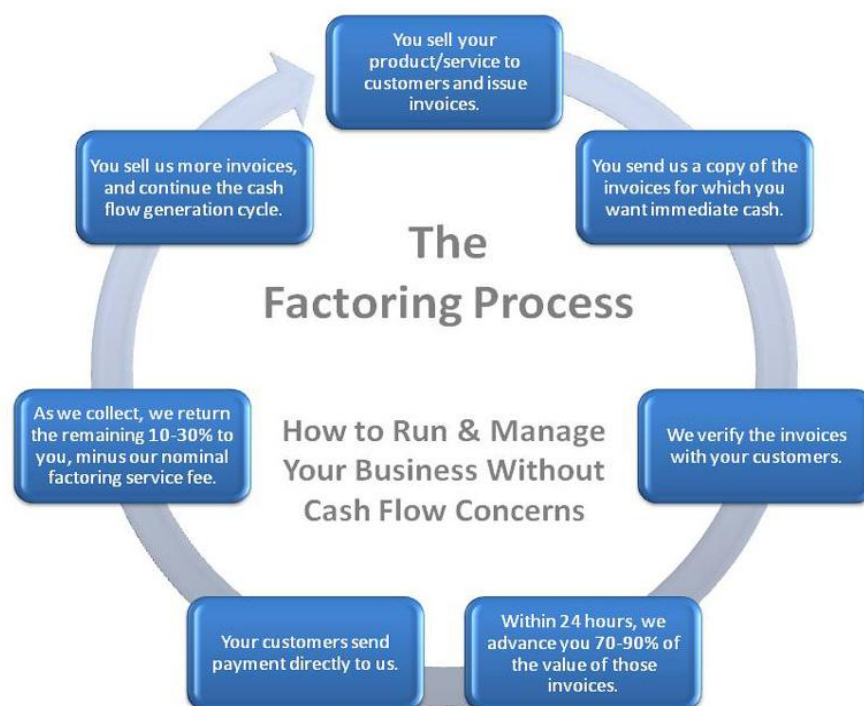 You sell your
product/service to
customers and issue
invoices.
You send us a copy of the
invoices for which you
want immediate cash.
We verify the invoices
with your customers.
Within 24 hours, we
advance you 70-90% of
the value of those
invoices.
Your customers send
payment directly to us.
As we collect, we return
the remaining 10-30% to
you, minus our nominal
factoring service fee.
You sell us more invoices,
and continue the cash
flow generation cycle.
The
Factoring Process
How to Run & Manage
Your Business Without
Cash Flow Concerns